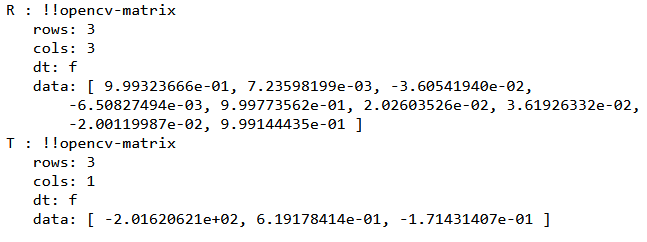 R : !!opencv-matrix
   rows: 3
   cols: 3
   dt: f
   data: [ 9.99323666e-01, 7.23598199e-03, -3.60541940e-02,
       -6.50827494e-03, 9.99773562e-01, 2.02603526e-02, 3.61926332e-02,
       -2.00119987e-02, 9.99144435e-01 ]
T : !!opencv-matrix
   rows: 3
   cols: 1
   dt: f
   data: [ -2.01620621e+02, 6.19178414e-01, -1.71431407e-01 ]